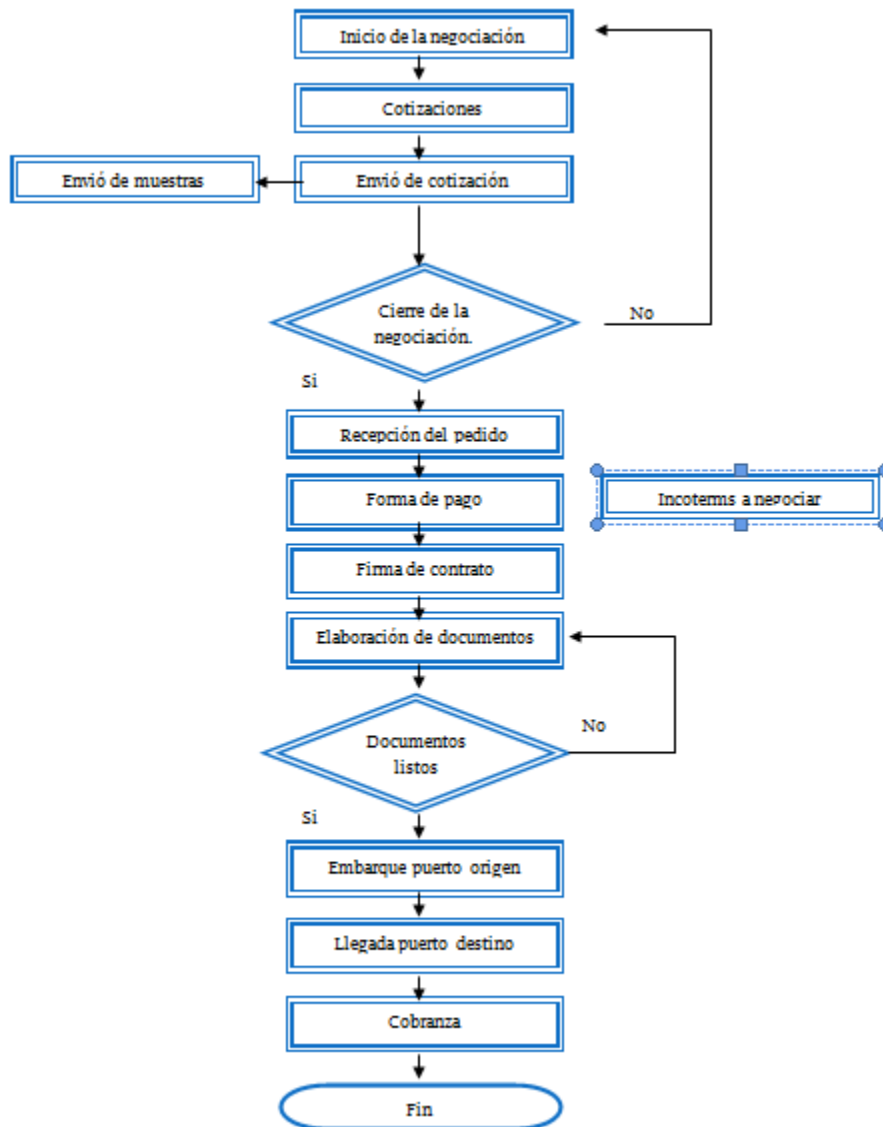 Inicio de la negociación
Cotizaciones
Envió de muestras
Envió de cotización
Cierre de la
negociación.
No
Si
Recepción del pedido
Forma de pago
Incoterms a negociar
Firma de contrato
Elaboración de documentos
Documentos
listos
No
Si
Embarque puerto origen
Llegada puerto destino
Cobranza
Fin